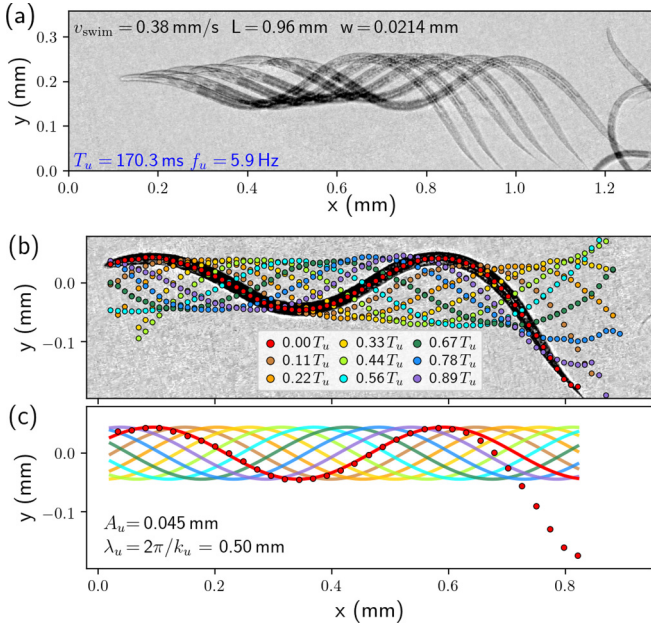 (a)
v_swim = 0.38 mm/s L = 0.96 mm w = 0.0214 mm
0.3
0.2
0.1
0.0
y (mm)
T_u = 170.3 ms f_u = 5.9 Hz
0.0 0.2 0.4 0.6 0.8 1.0 1.2
x (mm)
(b)
0.0
−0.1
y (mm)
0.00 T_u 0.33 T_u 0.67 T_u
0.11 T_u 0.44 T_u 0.78 T_u
0.22 T_u 0.56 T_u 0.89 T_u
(c)
0.0
−0.1
y (mm)
A_u = 0.045 mm
λ_u = 2π/k_u = 0.50 mm
0.0 0.2 0.4 0.6 0.8
x (mm)